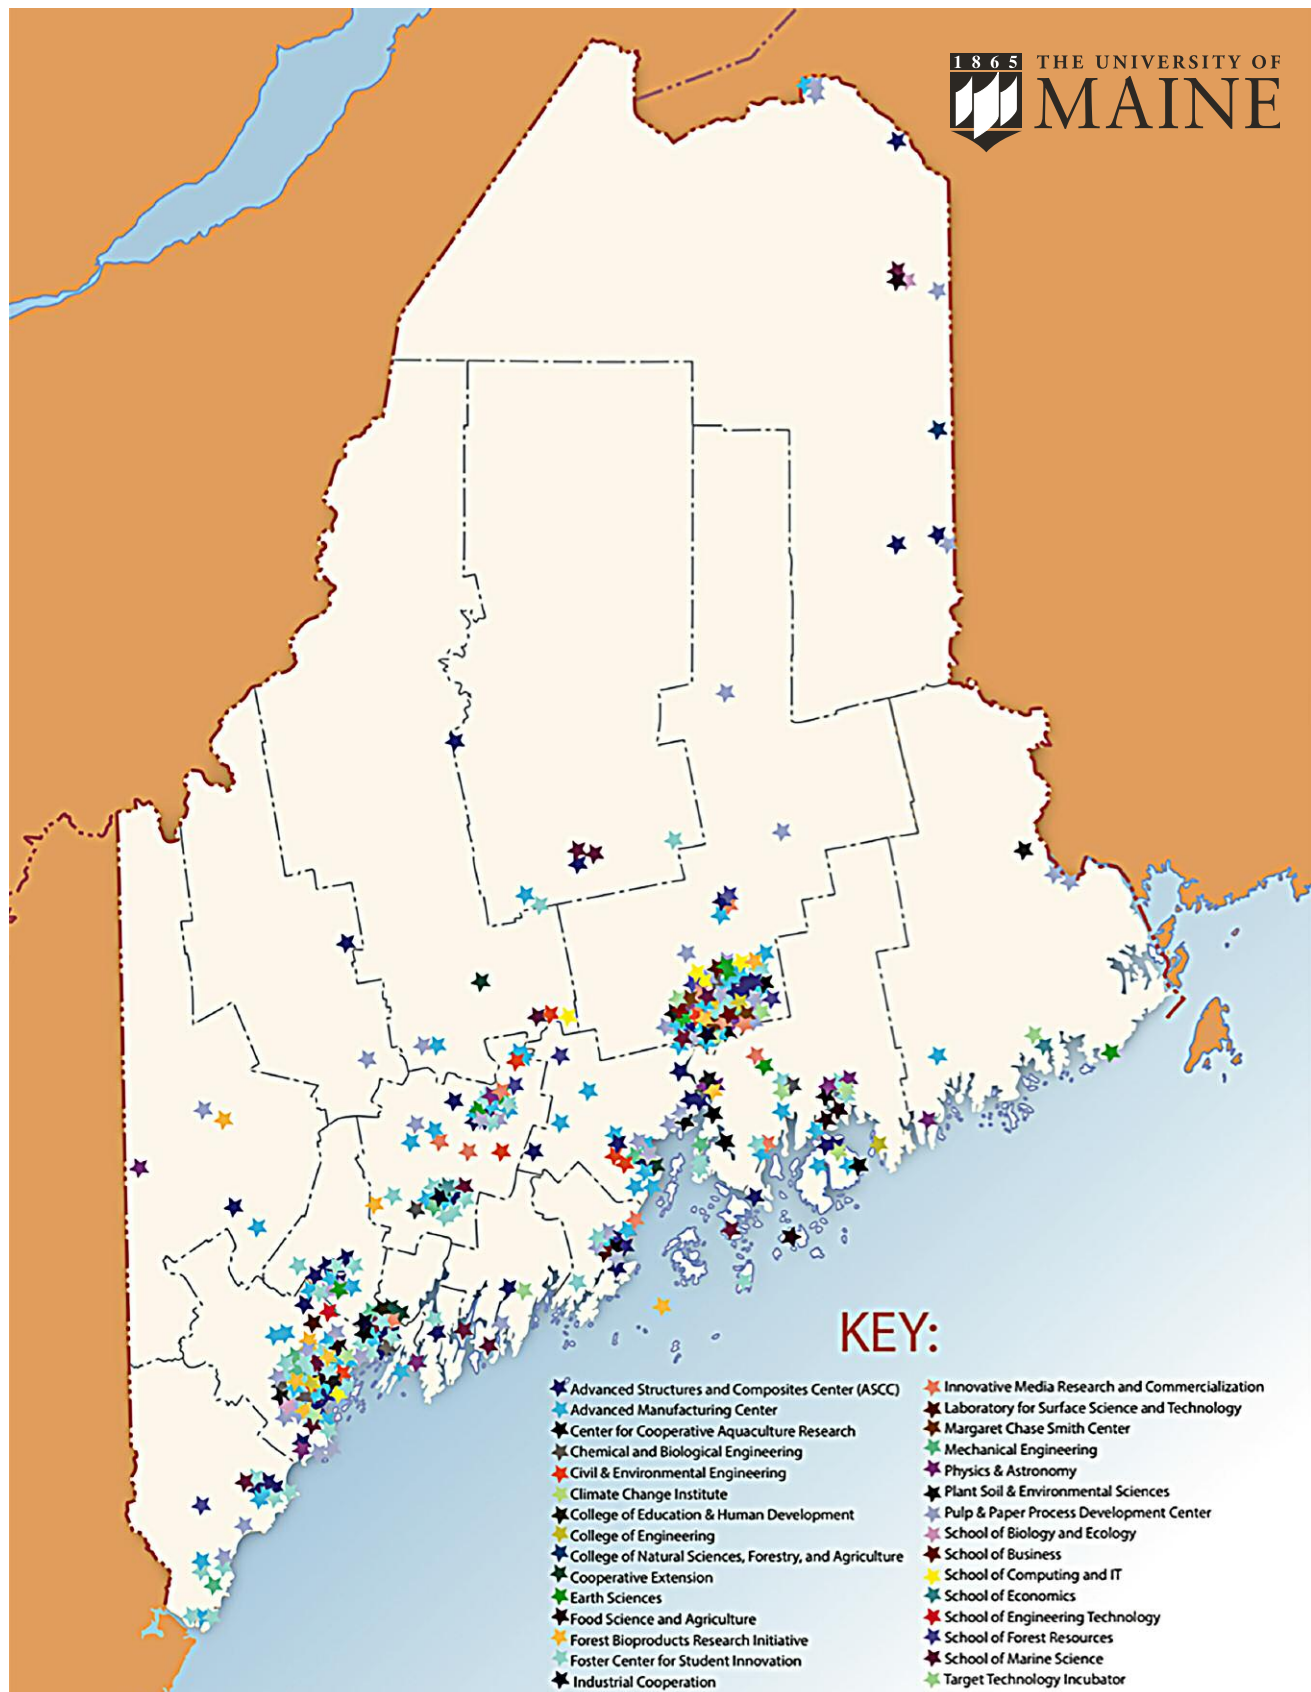 1865
THE UNIVERSITY OF
MAINE
KEY:
Advanced Structures and Composites Center (ASCC)
Advanced Manufacturing Center
Center for Cooperative Aquaculture Research
Chemical and Biological Engineering
Civil & Environmental Engineering
Climate Change Institute
College of Education & Human Development
College of Engineering
College of Natural Sciences, Forestry, and Agriculture
Cooperative Extension
Earth Sciences
Food Science and Agriculture
Forest Bioproducts Research Initiative
Foster Center for Student Innovation
Industrial Cooperation
Innovative Media Research and Commercialization
Laboratory for Surface Science and Technology
Margaret Chase Smith Center
Mechanical Engineering
Physics & Astronomy
Plant Soil & Environmental Sciences
Pulp & Paper Process Development Center
School of Biology and Ecology
School of Business
School of Computing and IT
School of Economics
School of Engineering Technology
School of Forest Resources
School of Marine Science
Target Technology Incubator